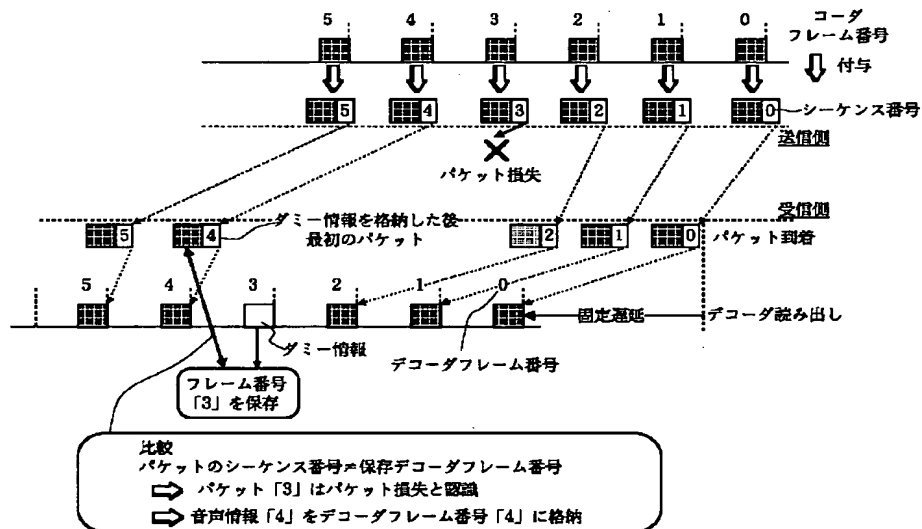 5 4 3 2 1 0 コーダ
フレーム番号
付与
5 4 3 2 1 0 シーケンス番号
送信側
パケット損失
受信側
ダミー情報を格納した後
最初のパケット
5 4 2 1 0 パケット到着
5 4 3 2 1 0
固定遅延 デコーダ読み出し
ダミー情報
デコーダフレーム番号
フレーム番号
「3」を保存
比較
パケットのシーケンス番号≠保存デコーダフレーム番号
⇨ パケット「3」はパケット損失と認識
⇨ 音声情報「4」をデコーダフレーム番号「4」に格納